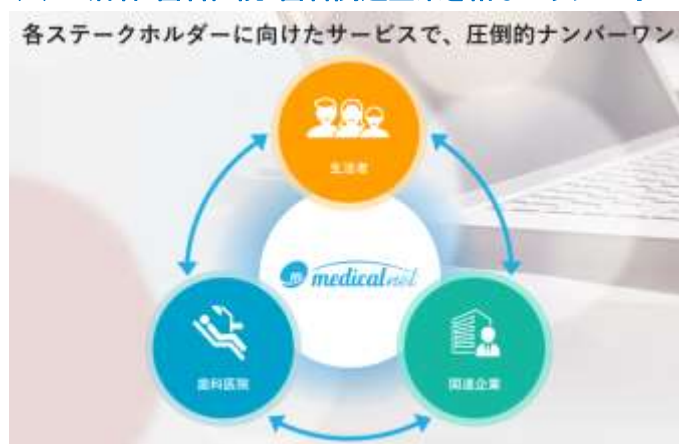 各ステークホルダーに向けたサービスで、圧倒的ナンバーワン
生活者
medicalnet
歯科医院
関連企業